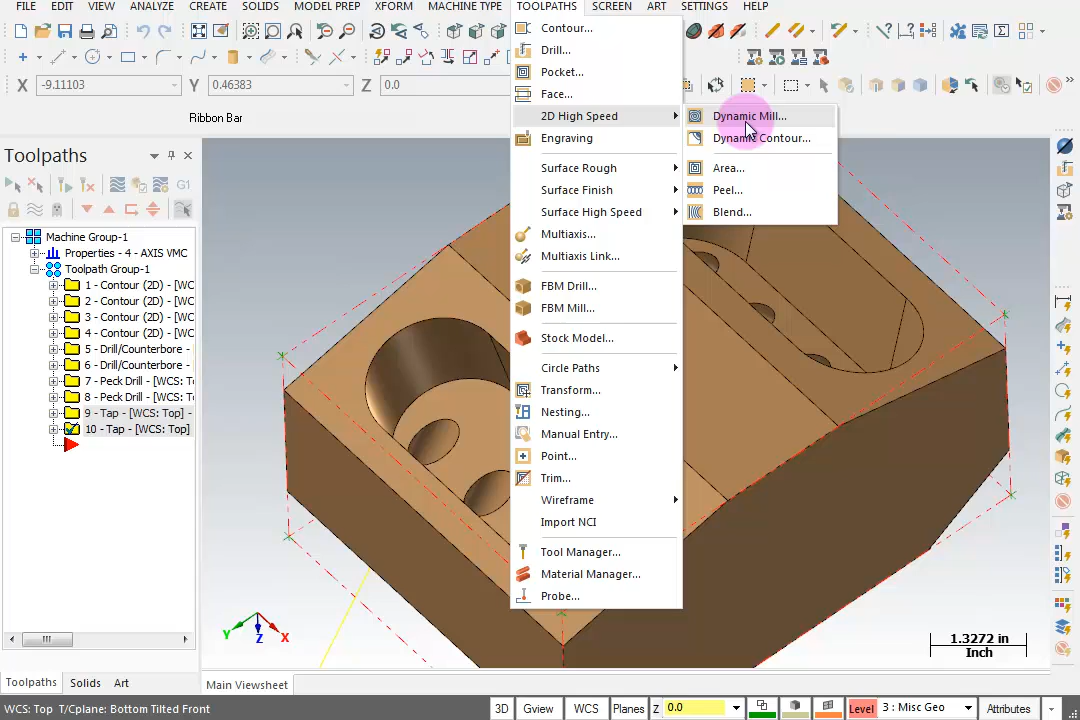 FILE EDIT VIEW ANALYZE CREATE SOLIDS MODEL PREP XFORM MACHINE TYPE TOOLPATHS SCREEN ART SETTINGS HELP
X -9.11103 Y 0.46383 Z 0.0
Ribbon Bar
Toolpaths
G1
Machine Group-1
Properties - 4 - AXIS VMC
Toolpath Group-1
1 - Contour (2D) - [WC
2 - Contour (2D) - [WC
3 - Contour (2D) - [WC
4 - Contour (2D) - [WC
5 - Drill/Counterbore -
6 - Drill/Counterbore -
7 - Peck Drill - [WCS: T
8 - Peck Drill - [WCS: T
9 - Tap - [WCS: Top] -
10 - Tap - [WCS: Top]
Contour...
Drill...
Pocket...
Face...
2D High Speed
Engraving
Surface Rough
Surface Finish
Surface High Speed
Multiaxis...
Multiaxis Link...
FBM Drill...
FBM Mill...
Stock Model...
Circle Paths
Transform...
Nesting...
Manual Entry...
Point...
Trim...
Wireframe
Import NCI
Tool Manager...
Material Manager...
Probe...
Dynamic Mill...
Dynamic Contour...
Area...
Peel...
Blend...
Y Z X
1.3272 in
Inch
Toolpaths Solids Art
Main Viewsheet
WCS: Top T/Cplane: Bottom Tilted Front 3D Gview WCS Planes Z 0.0 Level 3 : Misc Geo Attributes